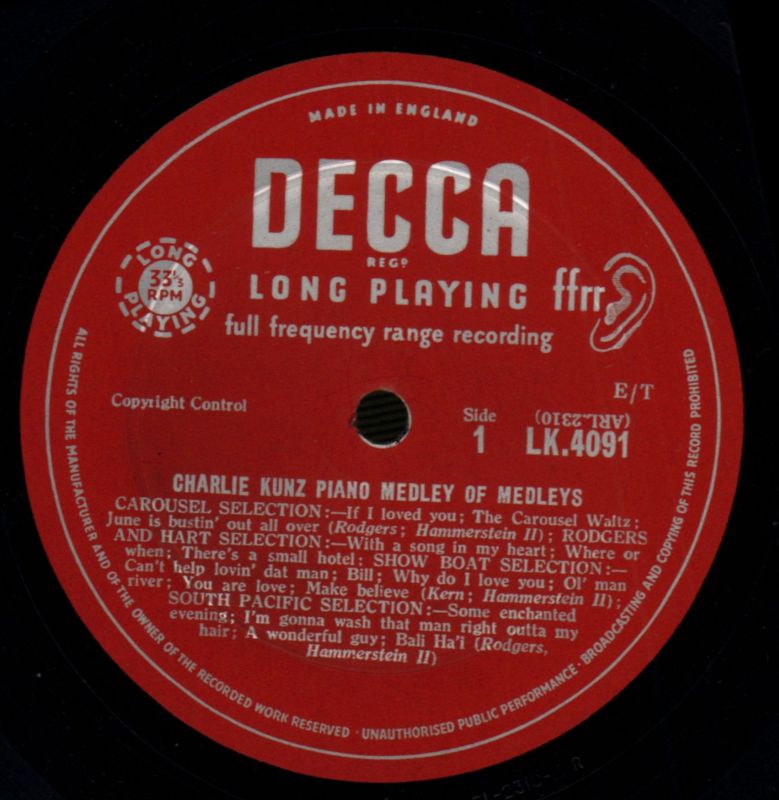 MADE IN ENGLAND
DECCA
REGD
LONG PLAYING ffrr
full frequency range recording
LONG
33⅓
RPM
PLAYING
E/T
Copyright Control
Side
1
(ARL.2310)
LK.4091
CHARLIE KUNZ PIANO MEDLEY OF MEDLEYS
CAROUSEL SELECTION:—If I loved you; The Carousel Waltz;
June is bustin' out all over (Rodgers; Hammerstein II); RODGERS
AND HART SELECTION:—With a song in my heart; Where or
when; There's a small hotel; SHOW BOAT SELECTION:—
Can't help lovin' dat man; Bill; Why do I love you; Ol' man
river; You are love; Make believe (Kern; Hammerstein II);
SOUTH PACIFIC SELECTION:—Some enchanted
evening; I'm gonna wash that man right outta my
hair; A wonderful guy; Bali Ha'i (Rodgers,
Hammerstein II)
ALL RIGHTS OF THE MANUFACTURER AND OF THE OWNER OF THE RECORDED WORK RESERVED · UNAUTHORISED PUBLIC PERFORMANCE · BROADCASTING AND COPYING OF THIS RECORD PROHIBITED